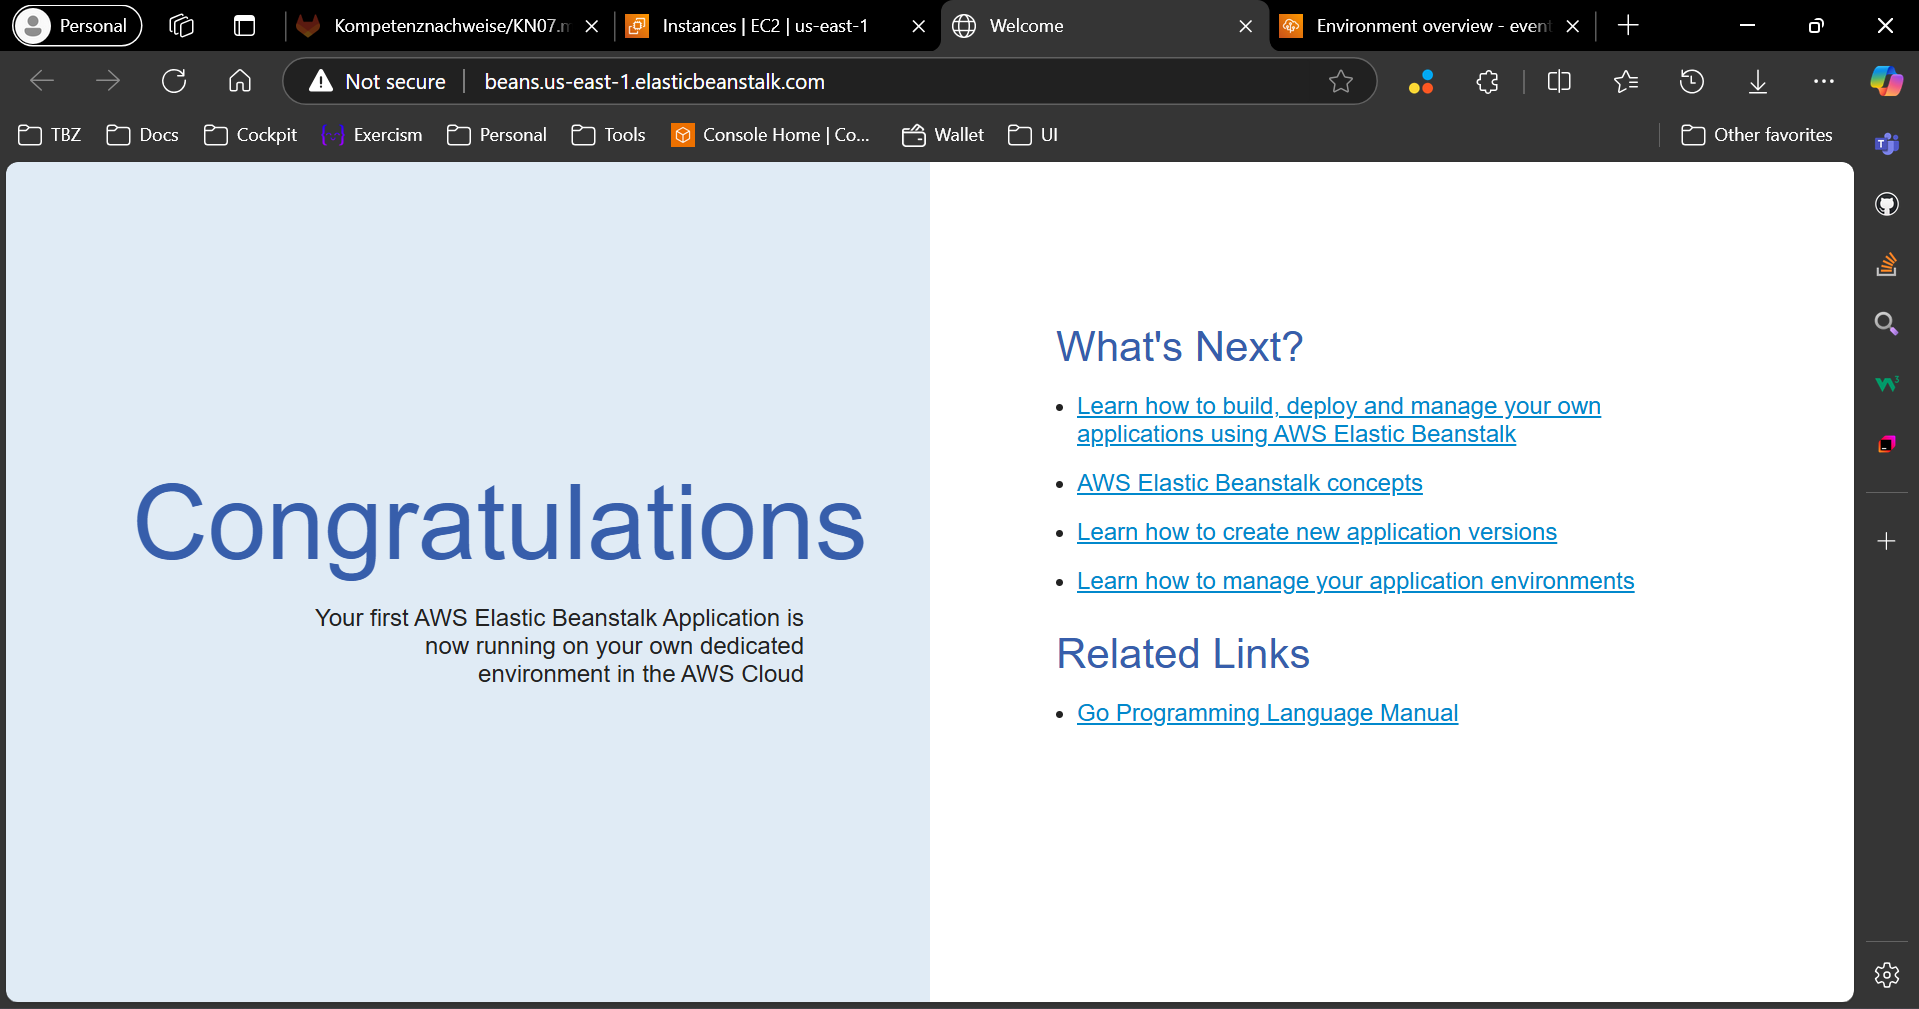 Personal
Kompetenznachweise/KN07.m
Instances | EC2 | us-east-1
Welcome
Environment overview - event
Not secure
beans.us-east-1.elasticbeanstalk.com
TBZ
Docs
Cockpit
Exercism
Personal
Tools
Console Home | Co...
Wallet
UI
Other favorites
Congratulations
Your first AWS Elastic Beanstalk Application is
now running on your own dedicated
environment in the AWS Cloud
What's Next?
Learn how to build, deploy and manage your own
applications using AWS Elastic Beanstalk
AWS Elastic Beanstalk concepts
Learn how to create new application versions
Learn how to manage your application environments
Related Links
Go Programming Language Manual